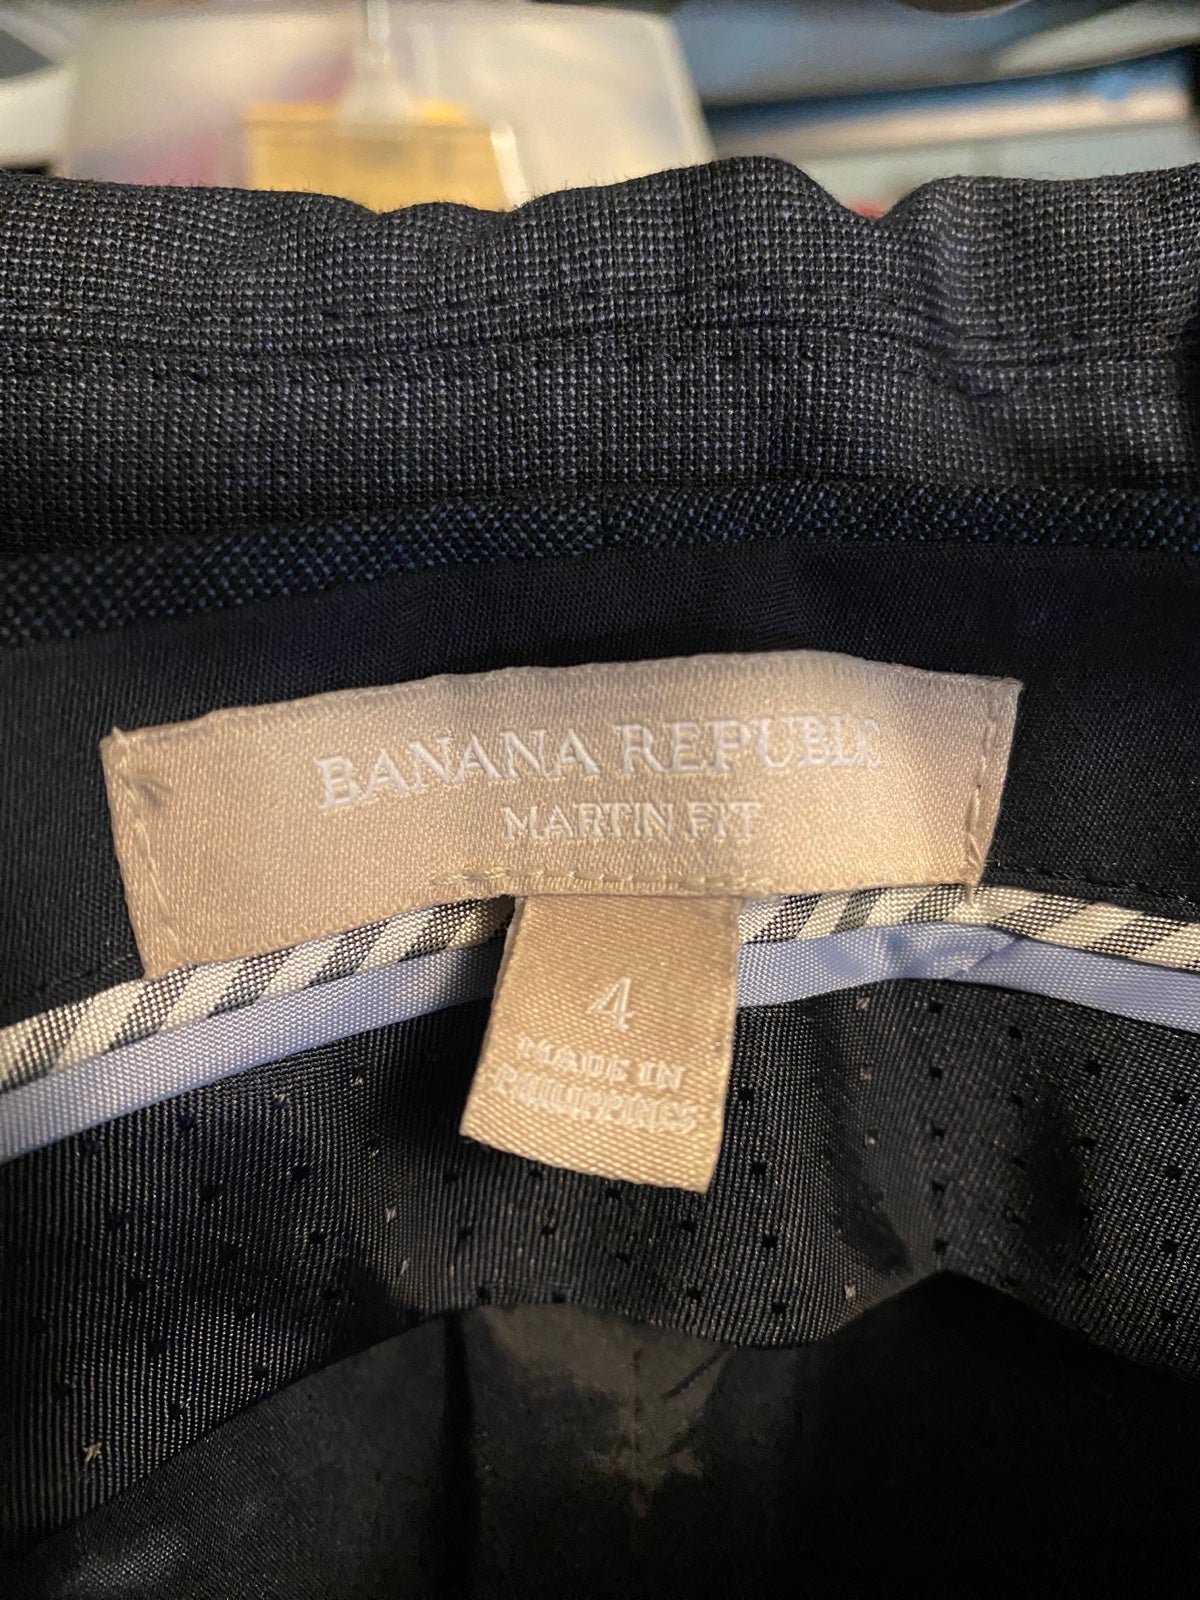 BANANA REPUBLIC
MARTIN FIT
4
MADE IN
PHILIPPINES